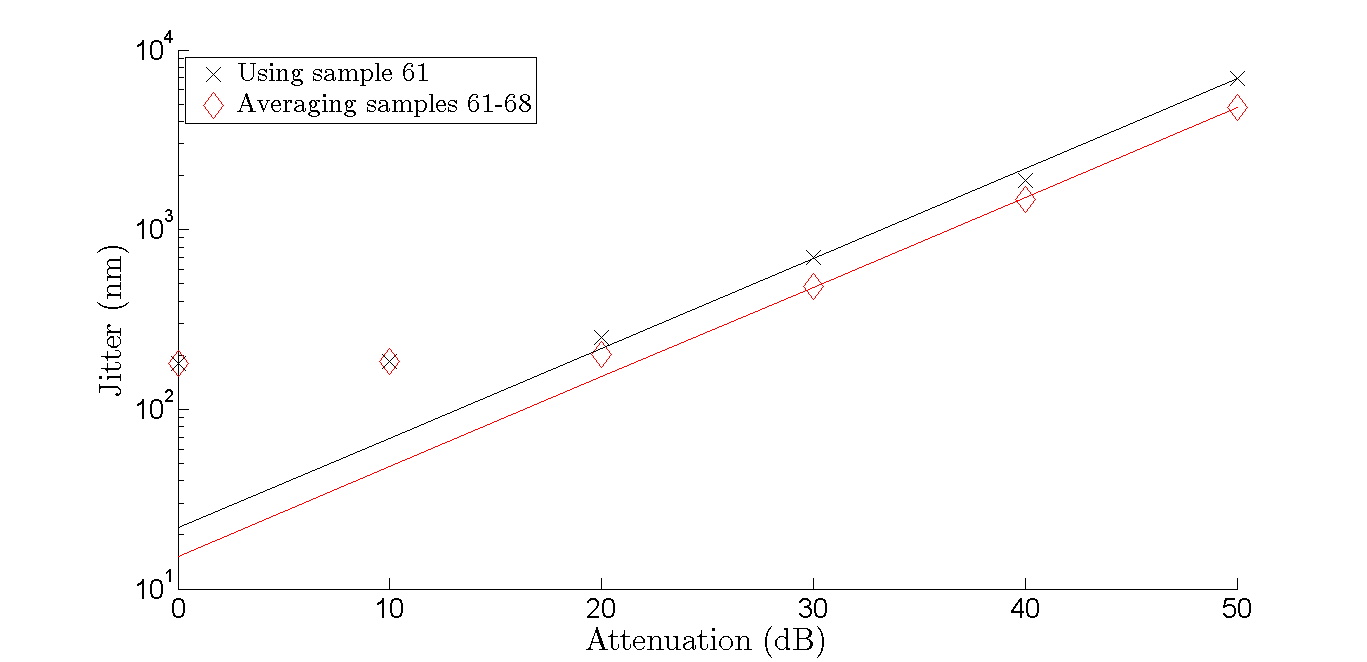 10^4
Using sample 61
Averaging samples 61-68
10^3
Jitter (nm)
10^2
10^1
0 10 20 30 40 50
Attenuation (dB)